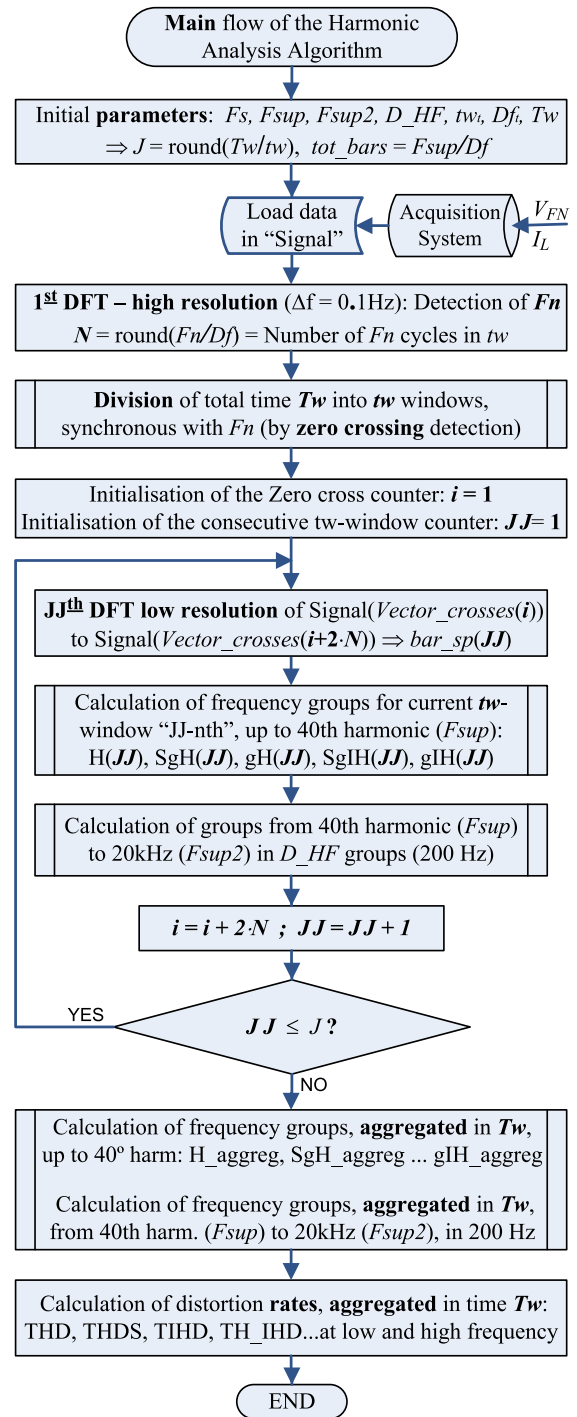 Main flow of the Harmonic
Analysis Algorithm
Initial parameters: Fs, Fsup, Fsup2, D_HF, twₜ, Df, Tw
⇒ J = round(Tw/tw), tot_bars = Fsup/Df
Load data
in “Signal”
Acquisition
System
V_FN
I_L
1st DFT – high resolution (Δf = 0.1Hz): Detection of Fn
N = round(Fn/Df) = Number of Fn cycles in tw
Division of total time Tw into tw windows,
synchronous with Fn (by zero crossing detection)
Initialisation of the Zero cross counter: i = 1
Initialisation of the consecutive tw-window counter: JJ= 1
JJth DFT low resolution of Signal(Vector_crosses(i))
to Signal(Vector_crosses(i+2·N)) ⇒ bar_sp(JJ)
Calculation of frequency groups for current tw-
window “JJ-nth”, up to 40th harmonic (Fsup):
H(JJ), SgH(JJ), gH(JJ), SgIH(JJ), gIH(JJ)
Calculation of groups from 40th harmonic (Fsup)
to 20kHz (Fsup2) in D_HF groups (200 Hz)
i = i + 2·N ; JJ = JJ + 1
YES
JJ ≤ J?
NO
Calculation of frequency groups, aggregated in Tw,
up to 40º harm: H_aggreg, SgH_aggreg ... gIH_aggreg
Calculation of frequency groups, aggregated in Tw,
from 40th harm. (Fsup) to 20kHz (Fsup2), in 200 Hz
Calculation of distortion rates, aggregated in time Tw:
THD, THDS, TIHD, TH_IHD...at low and high frequency
END